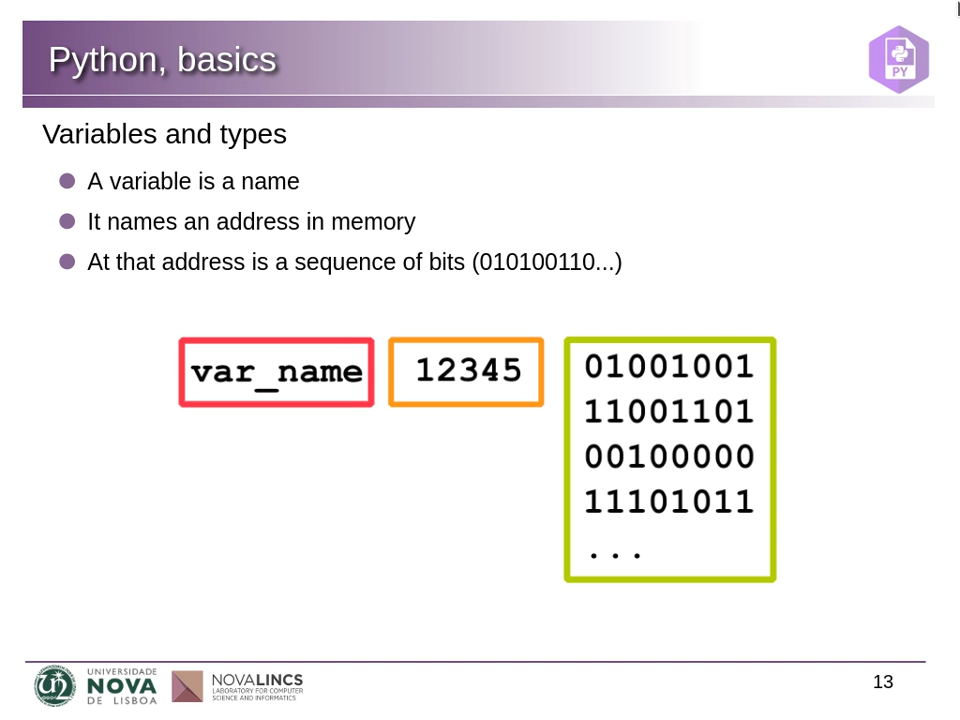 Python, basics
PY
Variables and types
A variable is a name
It names an address in memory
At that address is a sequence of bits (010100110...)
var_name
12345
01001001
11001101
00100000
11101011
...
UNIVERSIDADE
NOVA
DE LISBOA
NOVALINCS
LABORATORY FOR COMPUTER
SCIENCE AND INFORMATICS
13